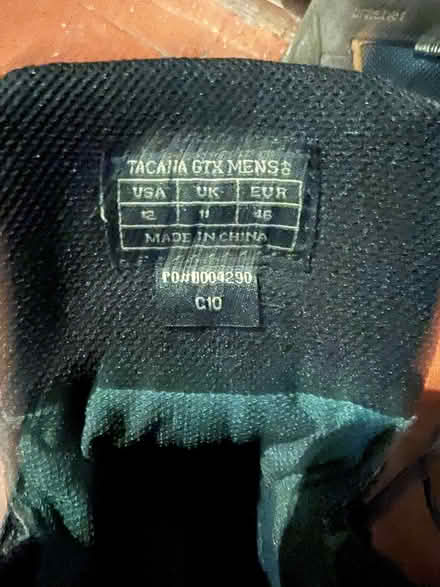 TACANA GTX MENS
USA UK EUR
12 11 46
MADE IN CHINA
PO#0004290
C10